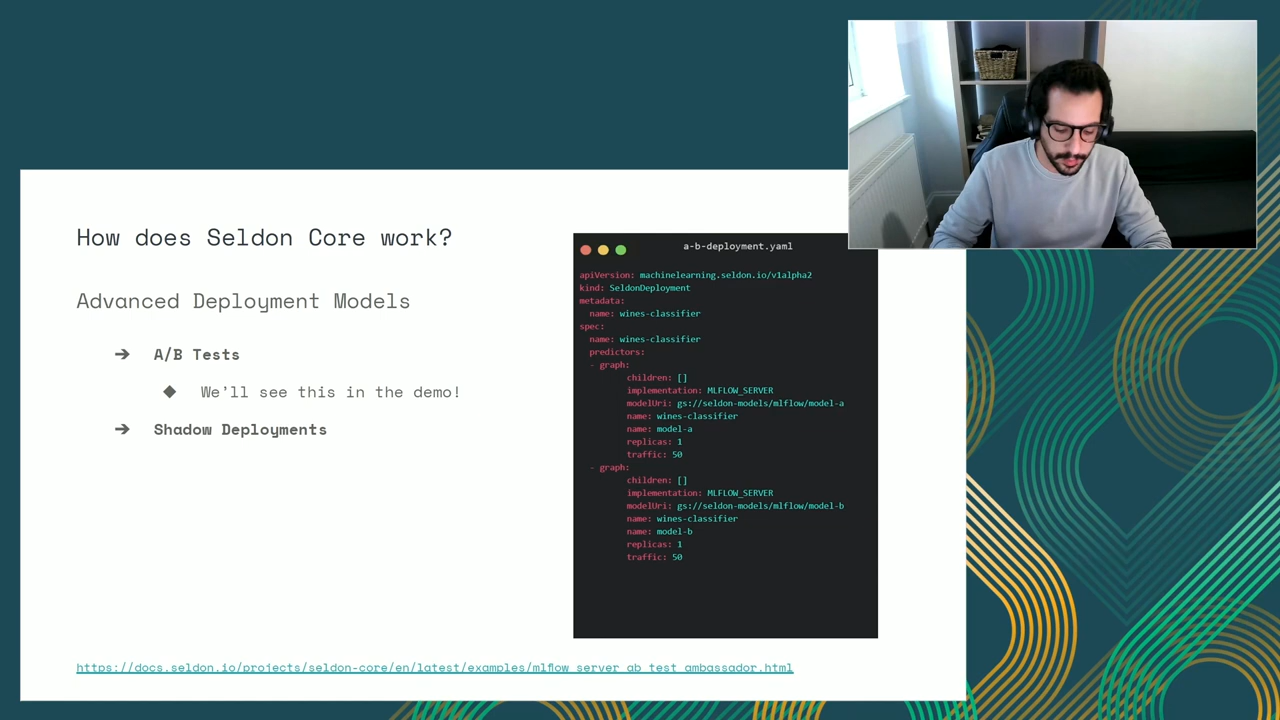 How does Seldon Core work?
Advanced Deployment Models
➔ A/B Tests
◆ We'll see this in the demo!
➔ Shadow Deployments
a-b-deployment.yaml
apiVersion: machinelearning.seldon.io/v1alpha2
kind: SeldonDeployment
metadata:
name: wines-classifier
spec:
name: wines-classifier
predictors:
- graph:
children: []
implementation: MLFLOW_SERVER
modelUri: gs://seldon-models/mlflow/model-a
name: wines-classifier
name: model-a
replicas: 1
traffic: 50
- graph:
children: []
implementation: MLFLOW_SERVER
modelUri: gs://seldon-models/mlflow/model-b
name: wines-classifier
name: model-b
replicas: 1
traffic: 50
https://docs.seldon.io/projects/seldon-core/en/latest/examples/mlflow_server_ab_test_ambassador.html